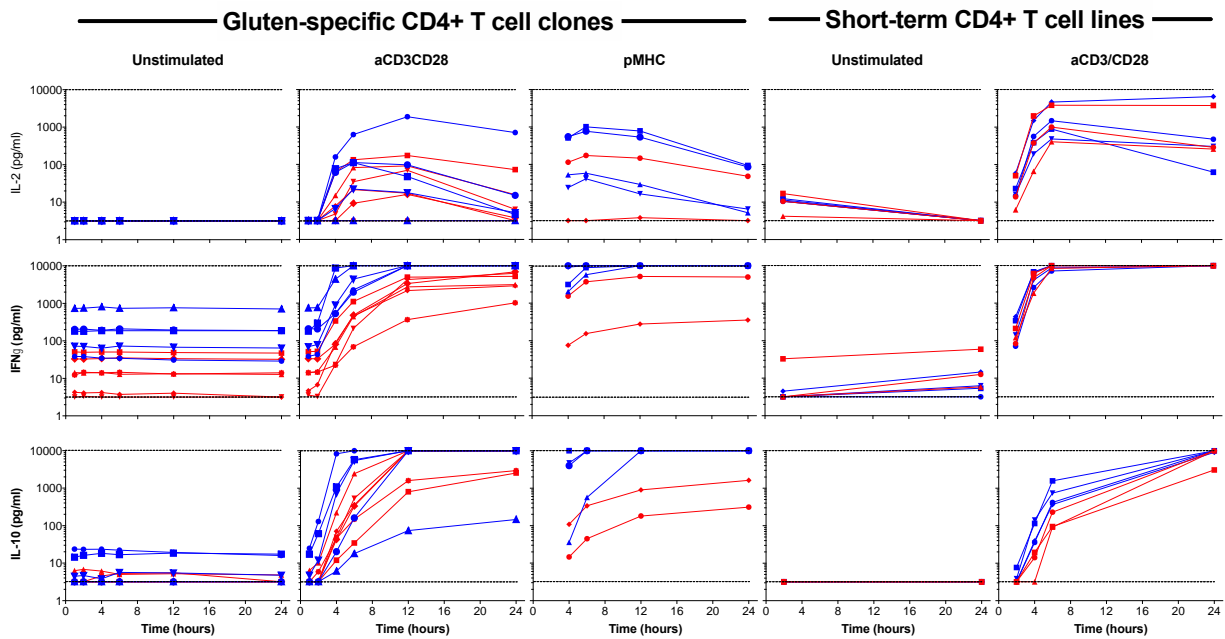 Gluten-specific CD4+ T cell clones Short-term CD4+ T cell lines
Unstimulated aCD3CD28 pMHC Unstimulated aCD3/CD28
IL-2 (pg/ml)
10000
1000
100
10
1
IFNg (pg/ml)
10000
1000
100
10
1
IL-10 (pg/ml)
10000
1000
100
10
1
0 4 8 12 16 20 24 0 4 8 12 16 20 24 0 4 8 12 16 20 24 0 4 8 12 16 20 24 0 4 8 12 16 20 24
Time (hours) Time (hours) Time (hours) Time (hours) Time (hours)